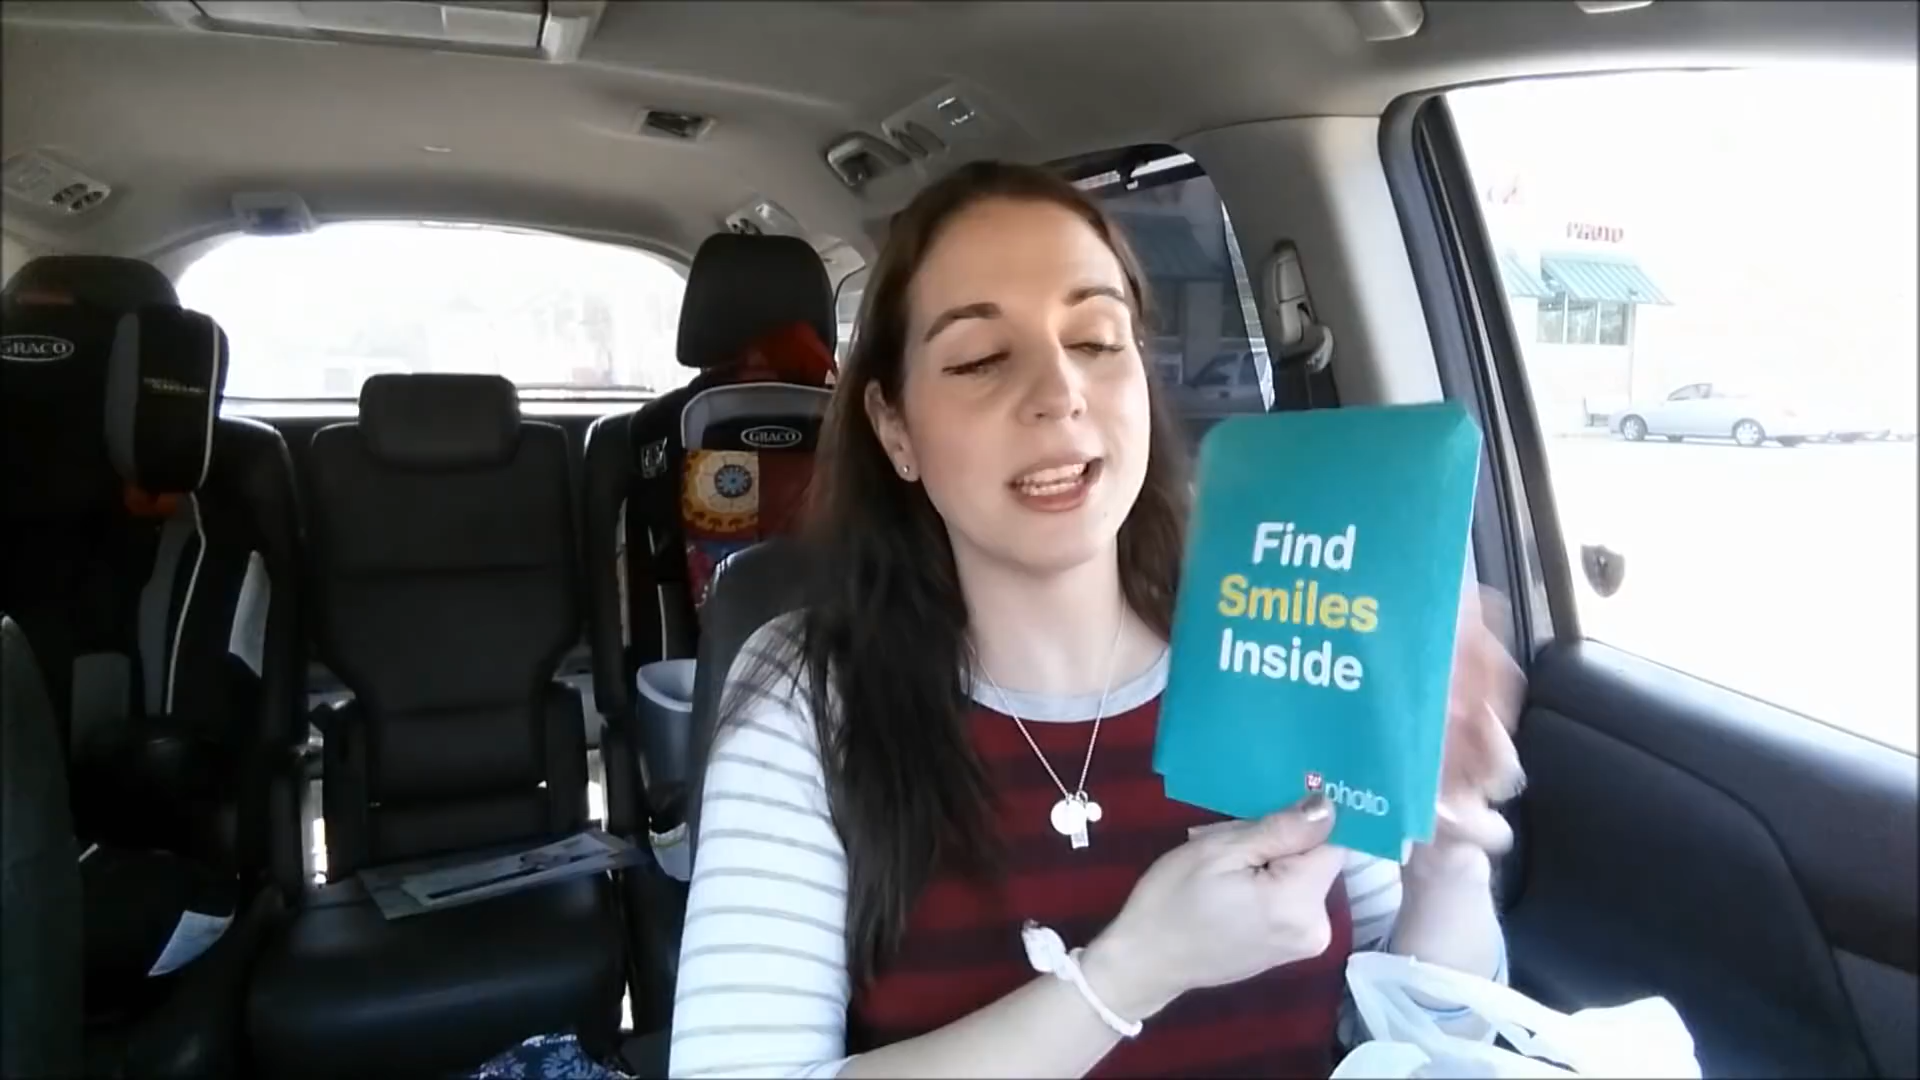 GRACO
GRACO
PHOTO
Find
Smiles
Inside
W photo